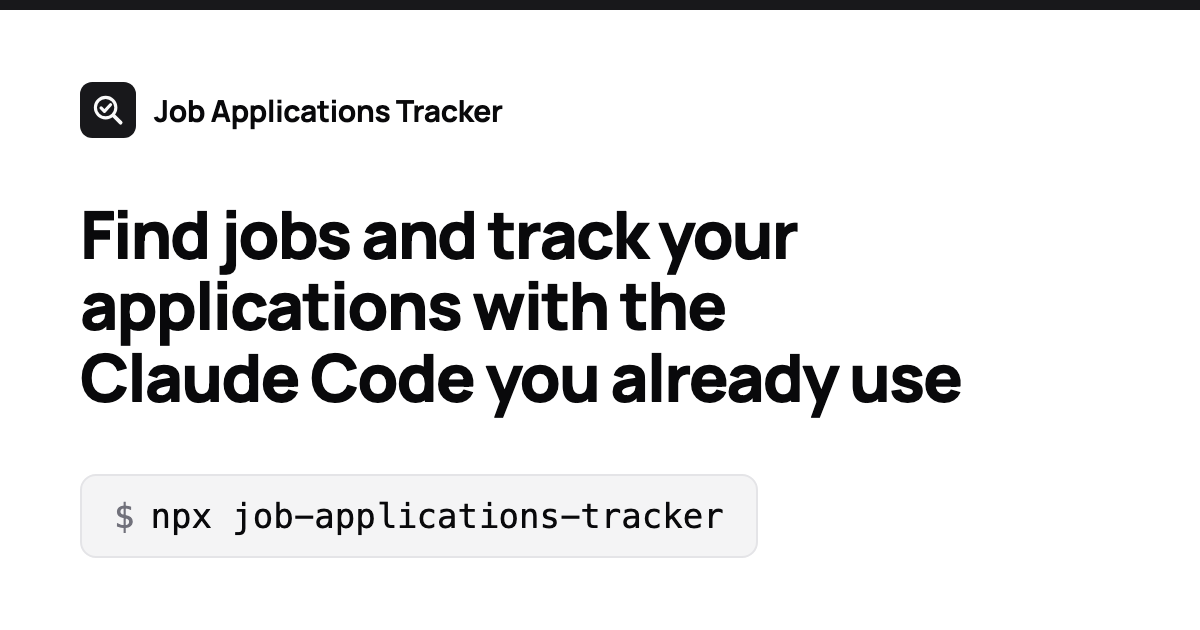 Job Applications Tracker
Find jobs and track your
applications with the
Claude Code you already use
$ npx job-applications-tracker